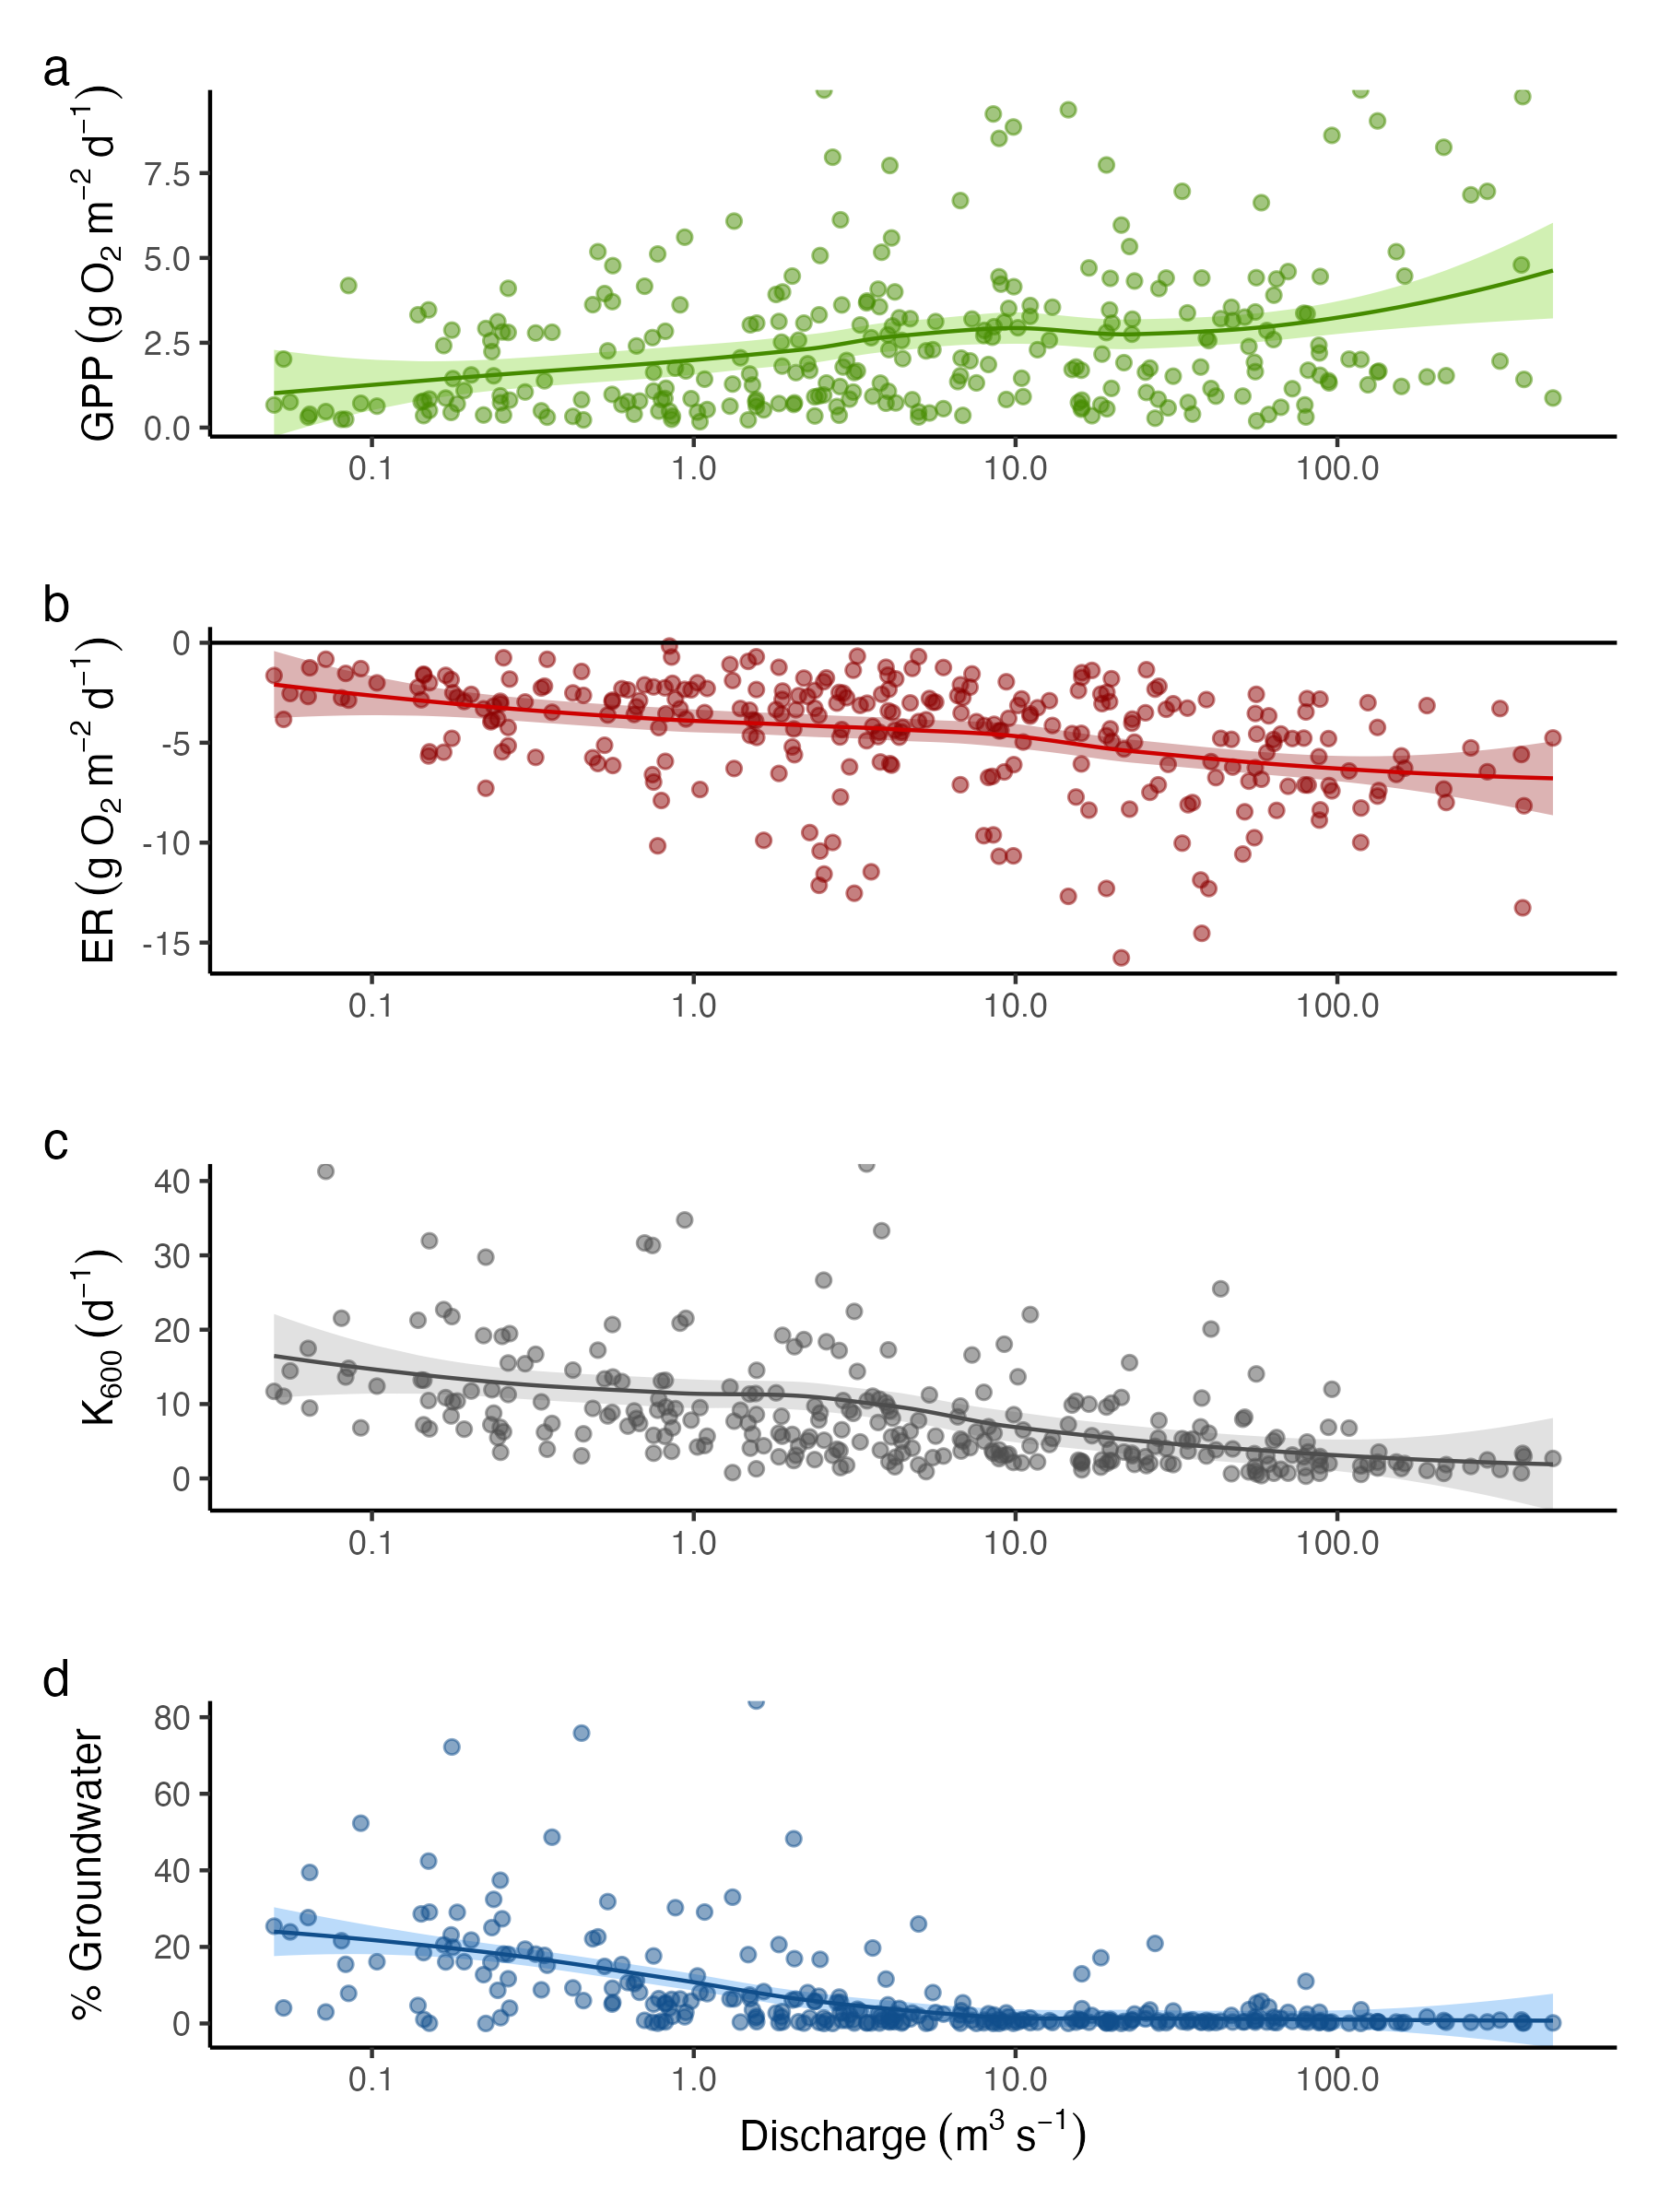 a
GPP (g O₂ m⁻² d⁻¹)
7.5
5.0
2.5
0.0
0.1 1.0 10.0 100.0
b
ER (g O₂ m⁻² d⁻¹)
0
-5
-10
-15
0.1 1.0 10.0 100.0
c
K₆₀₀ (d⁻¹)
40
30
20
10
0
0.1 1.0 10.0 100.0
d
% Groundwater
80
60
40
20
0
0.1 1.0 10.0 100.0
Discharge (m³ s⁻¹)